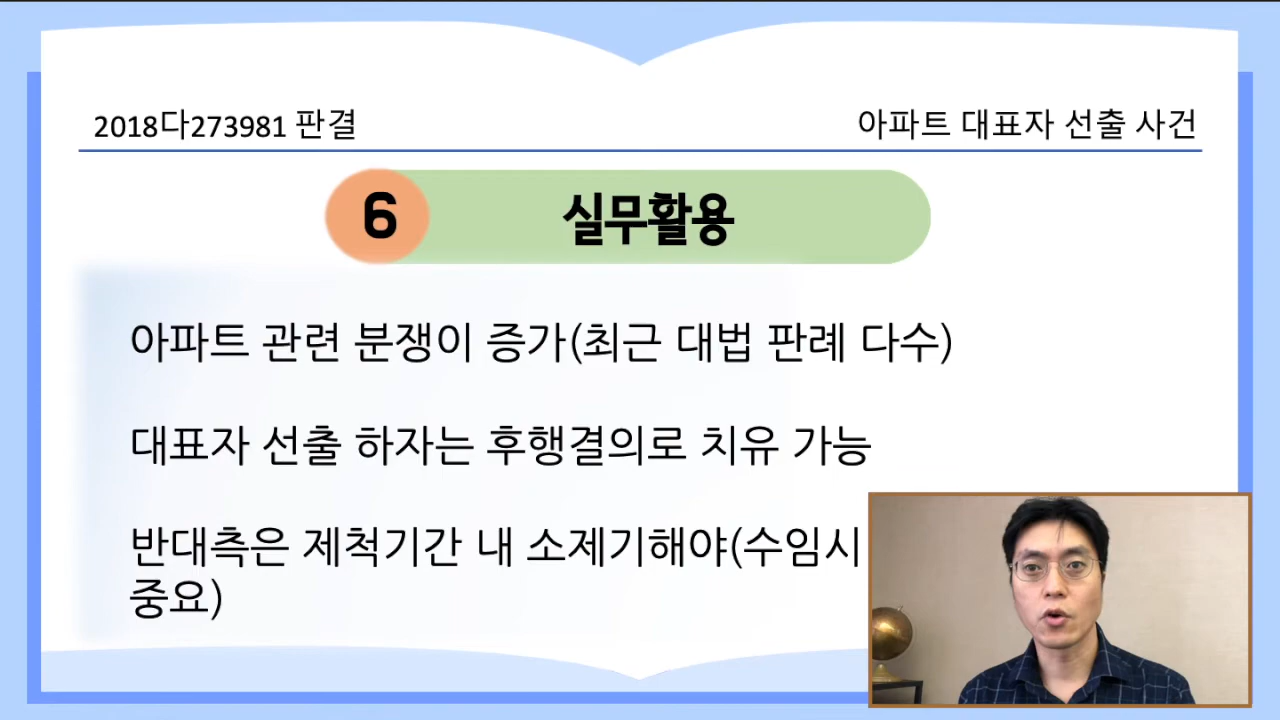 2018다273981 판결
아파트 대표자 선출 사건
6 실무활용
아파트 관련 분쟁이 증가(최근 대법 판례 다수)
대표자 선출 하자는 후행결의로 치유 가능
반대측은 제척기간 내 소제기해야(수임시
중요)